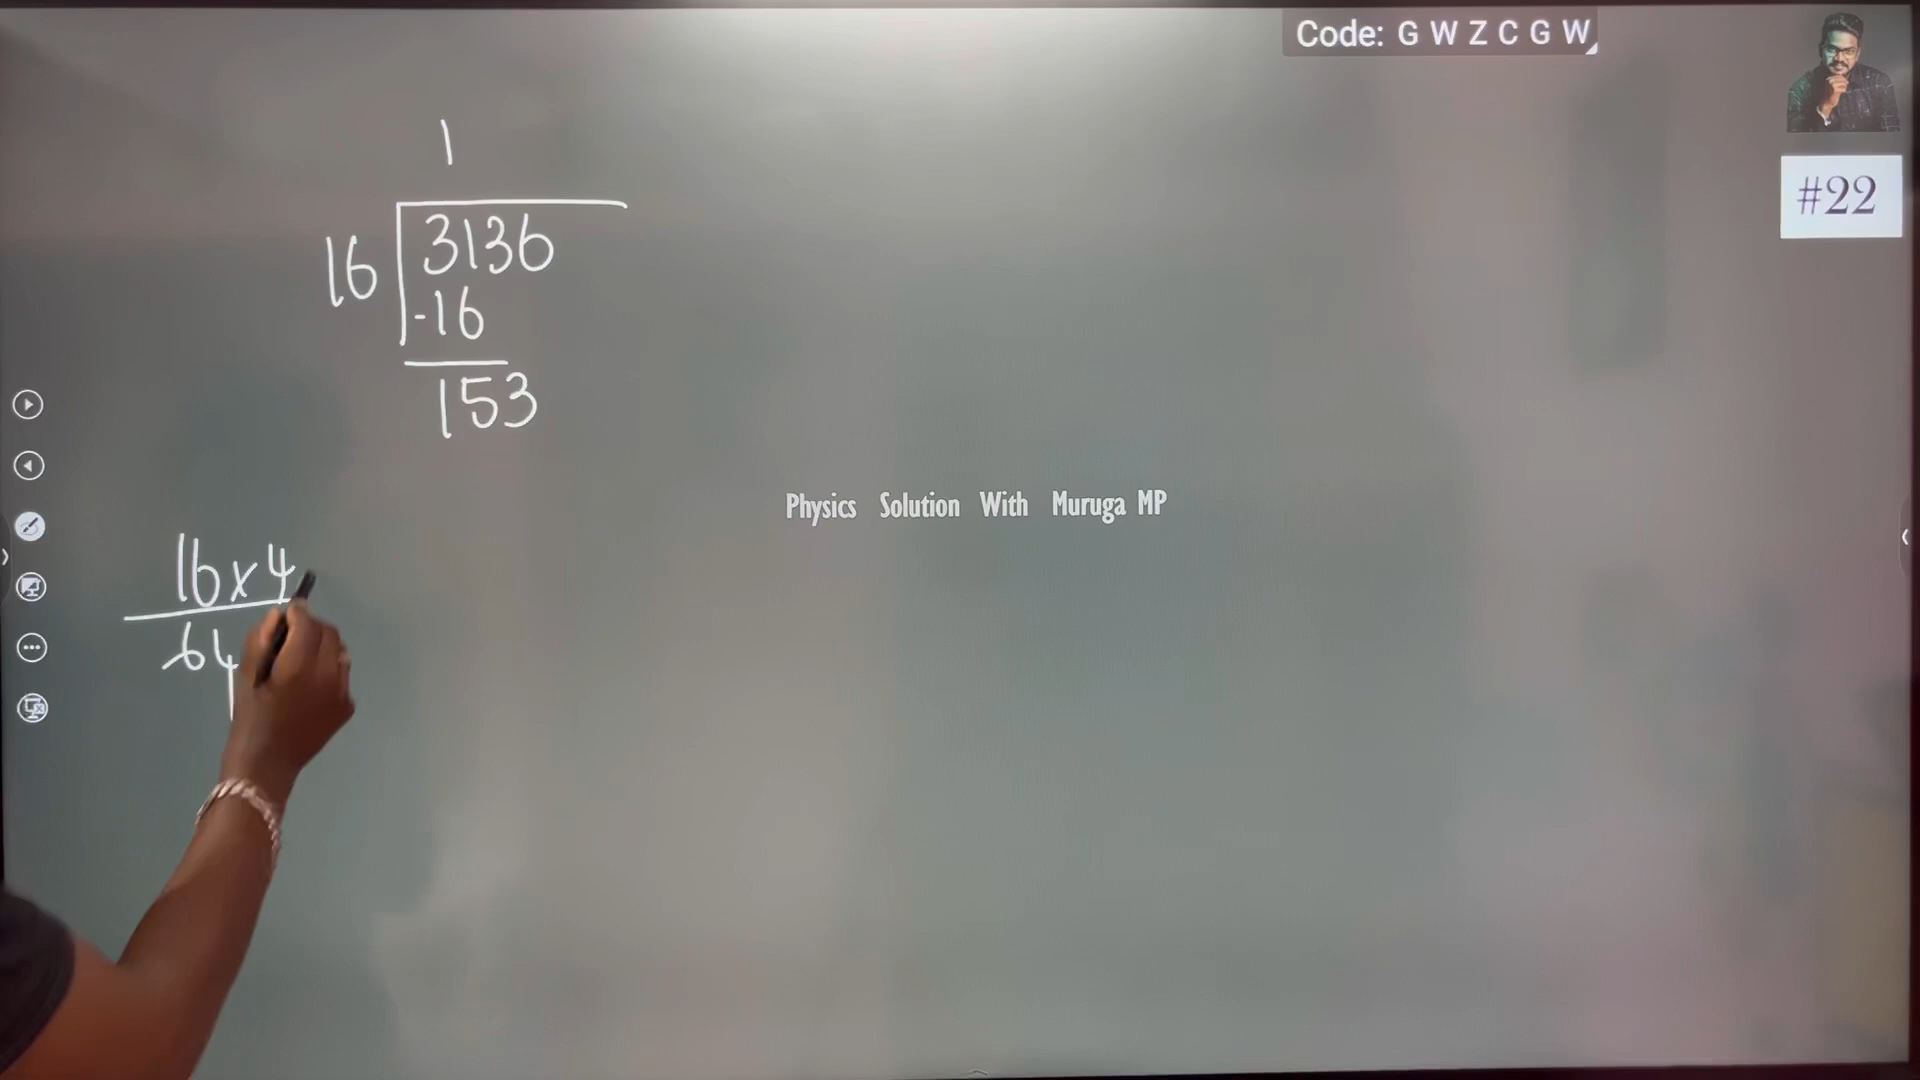 Code: G W Z C G W
#22
1
16 3136
-16
153
Physics Solution With Muruga MP
16x4
64